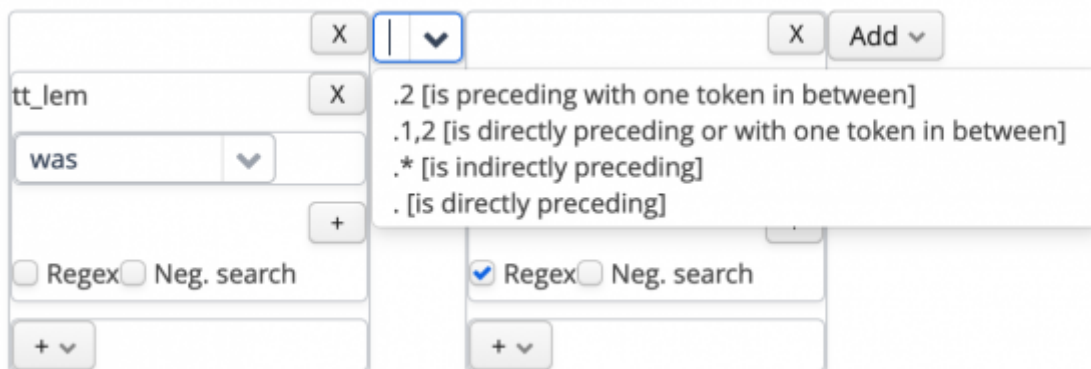 X X Add
tt_lem X
.2 [is preceding with one token in between]
.1,2 [is directly preceding or with one token in between]
was
.* [is indirectly preceding]
. [is directly preceding]
+
Regex Neg. search Regex Neg. search
+ +